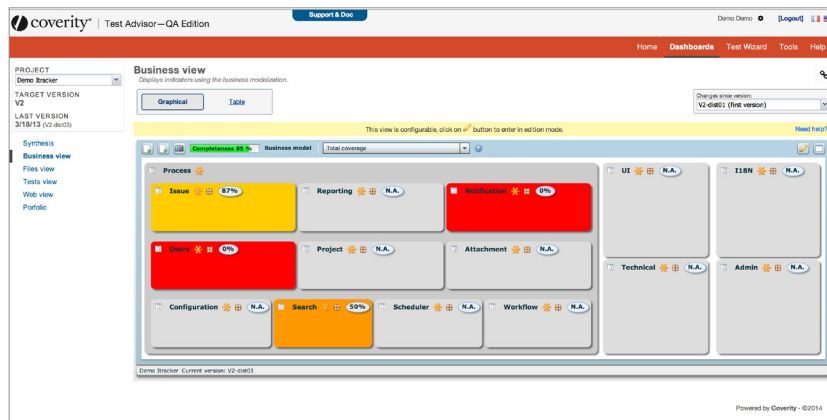 coverity® | Test Advisor—QA Edition
Support & Doc
Demo Demo [Logout]
Home Dashboards Test Wizard Tools Help
PROJECT
Demo Itracker
TARGET VERSION
V2
LAST VERSION
3/18/13 (V2-dist03)
Synthesis
Business view
Files view
Tests view
Web view
Porfolio
Business view
Displays indicators using the business modelization.
Graphical Table
Changes since version:
V2-dist01 (first version)
This view is configurable, click on button to enter in edition mode.
Need help?
Completeness 85 % Business model Total coverage
Process
Issue 87%
Reporting N.A.
Notification 0%
Users 0%
Project N.A.
Attachment N.A.
Configuration N.A.
Search 50%
Scheduler N.A.
Workflow N.A.
UI N.A.
I18N N.A.
Technical N.A.
Admin N.A.
Demo Itracker Current version: V2-dist03
Powered by Coverity - ©2014